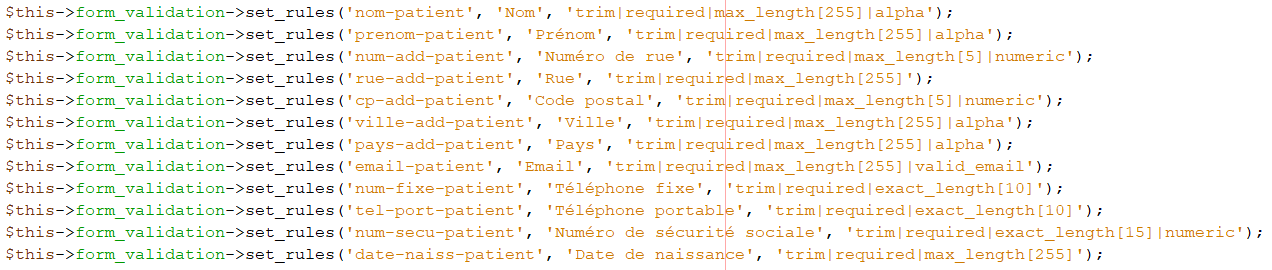 $this->form_validation->set_rules('nom-patient', 'Nom', 'trim|required|max_length[255]|alpha');
$this->form_validation->set_rules('prenom-patient', 'Prénom', 'trim|required|max_length[255]|alpha');
$this->form_validation->set_rules('num-add-patient', 'Numéro de rue', 'trim|required|max_length[5]|numeric');
$this->form_validation->set_rules('rue-add-patient', 'Rue', 'trim|required|max_length[255]');
$this->form_validation->set_rules('cp-add-patient', 'Code postal', 'trim|required|max_length[5]|numeric');
$this->form_validation->set_rules('ville-add-patient', 'Ville', 'trim|required|max_length[255]|alpha');
$this->form_validation->set_rules('pays-add-patient', 'Pays', 'trim|required|max_length[255]|alpha');
$this->form_validation->set_rules('email-patient', 'Email', 'trim|required|max_length[255]|valid_email');
$this->form_validation->set_rules('num-fixe-patient', 'Téléphone fixe', 'trim|required|exact_length[10]');
$this->form_validation->set_rules('tel-port-patient', 'Téléphone portable', 'trim|required|exact_length[10]');
$this->form_validation->set_rules('num-secu-patient', 'Numéro de sécurité sociale', 'trim|required|exact_length[15]|numeric');
$this->form_validation->set_rules('date-naiss-patient', 'Date de naissance', 'trim|required|max_length[255]');